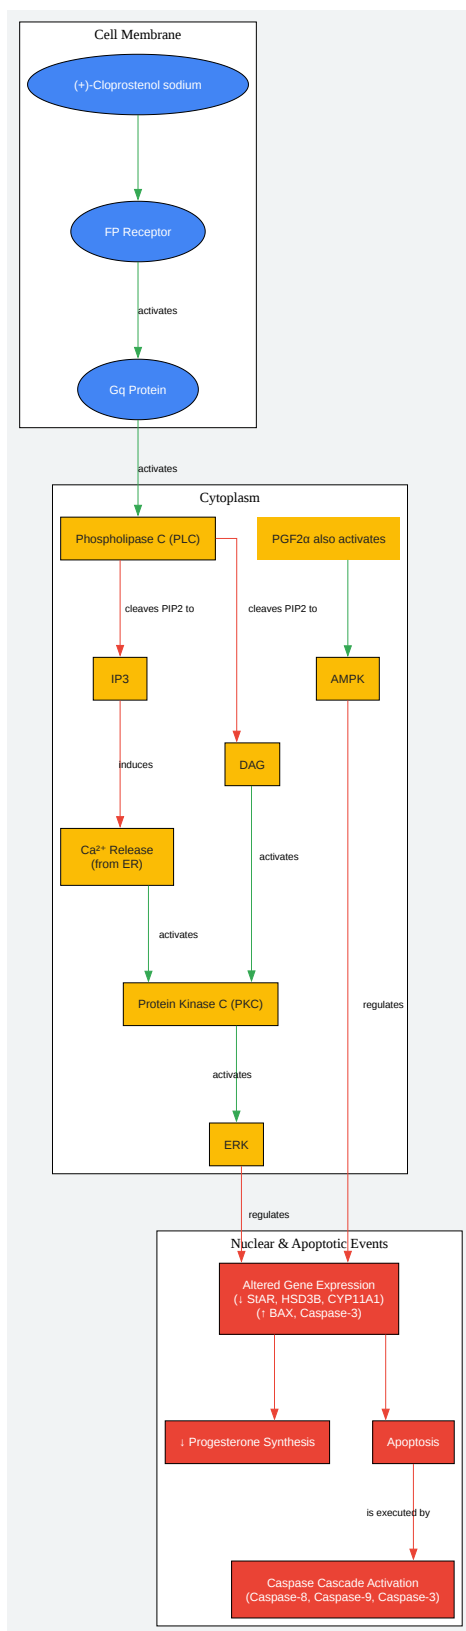 Cell Membrane
(+)-Cloprostenol sodium
FP Receptor
activates
Gq Protein
activates
Cytoplasm
Phospholipase C (PLC)
PGF2α also activates
cleaves PIP2 to
cleaves PIP2 to
IP3
AMPK
DAG
induces
Ca²⁺ Release
(from ER)
activates
activates
Protein Kinase C (PKC)
regulates
activates
ERK
regulates
Nuclear & Apoptotic Events
Altered Gene Expression
(↓ StAR, HSD3B, CYP11A1)
(↑ BAX, Caspase-3)
↓ Progesterone Synthesis
Apoptosis
is executed by
Caspase Cascade Activation
(Caspase-8, Caspase-9, Caspase-3)